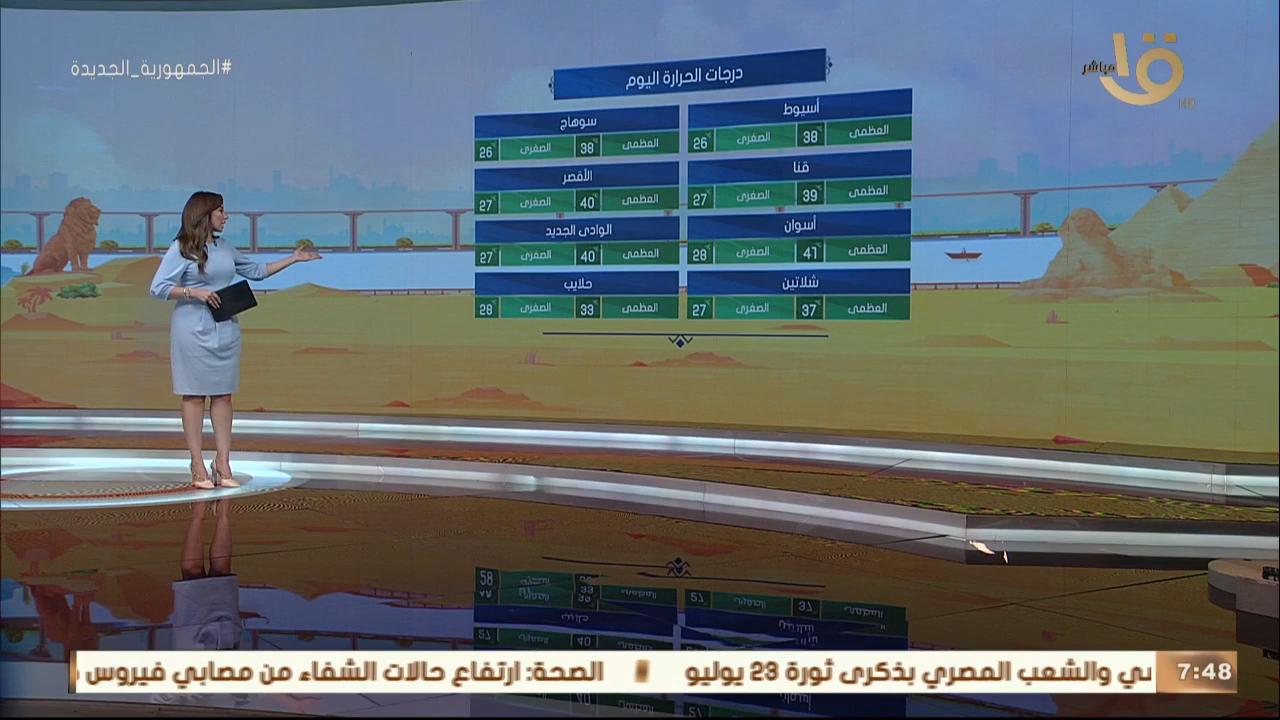 #الجمهورية_الجديدة
مباشر
HD
درجات الحرارة اليوم
أسيوط
العظمى 38 الصغرى 26
سوهاج
العظمى 38 الصغرى 26
قنا
العظمى 39 الصغرى 27
الأقصر
العظمى 40 الصغرى 27
أسوان
العظمى 41 الصغرى 28
الوادى الجديد
العظمى 40 الصغرى 27
شلاتين
العظمى 37 الصغرى 27
حلايب
العظمى 33 الصغرى 28
7:48 والشعب المصري بذكرى ثورة 23 يوليو الصحة: ارتفاع حالات الشفاء من مصابي فيروس